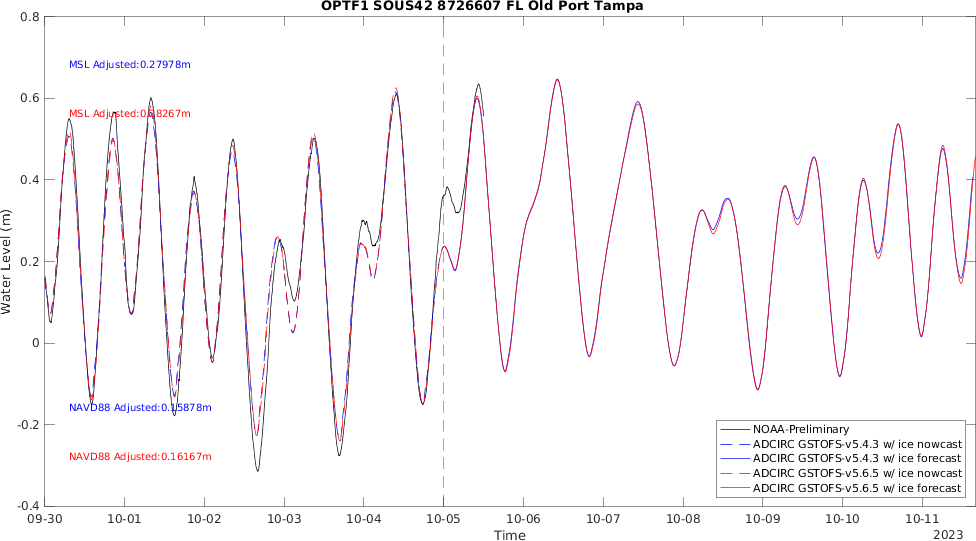 OPTF1 SOUS42 8726607 FL Old Port Tampa
0.8
0.6
0.4
0.2
0
-0.2
-0.4
Water Level (m)
MSL Adjusted:0.27978m
MSL Adjusted:0.28267m
NAVD88 Adjusted:0.15878m
NAVD88 Adjusted:0.16167m
NOAA-Preliminary
ADCIRC GSTOFS-v5.4.3 w/ ice nowcast
ADCIRC GSTOFS-v5.4.3 w/ ice forecast
ADCIRC GSTOFS-v5.6.5 w/ ice nowcast
ADCIRC GSTOFS-v5.6.5 w/ ice forecast
09-30 10-01 10-02 10-03 10-04 10-05 10-06 10-07 10-08 10-09 10-10 10-11
Time
2023